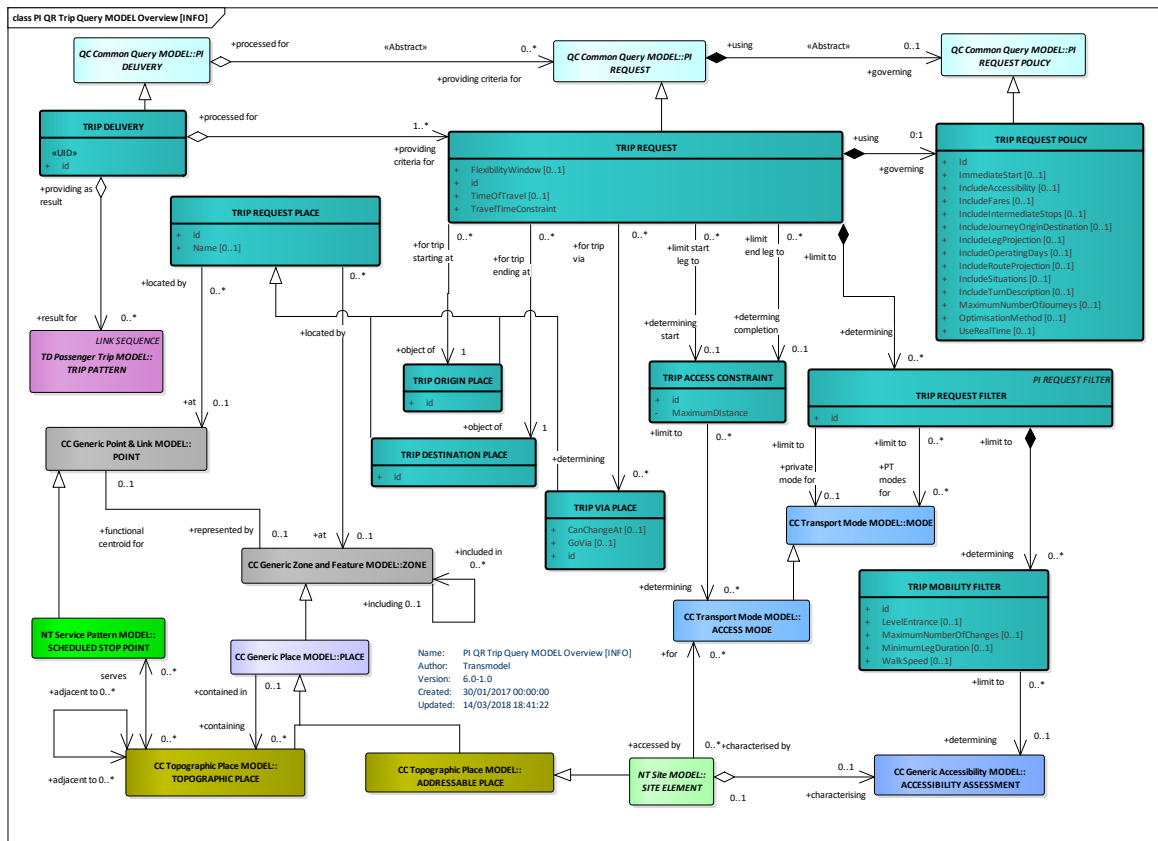 class PI QR Trip Query MODEL Overview [INFO]
QC Common Query MODEL::PI
DELIVERY
+processed for
«Abstract»
0..*
+providing criteria for
QC Common Query MODEL::PI
REQUEST
+using
«Abstract»
0..1
+governing
QC Common Query MODEL::PI
REQUEST POLICY
TRIP DELIVERY
«UID»
+ id
+processed for
1..*
+providing
criteria for
TRIP REQUEST
+ FlexibilityWindow [0..1]
+ id
+ TimeOfTravel [0..1]
+ TravelTimeConstraint
+using
0:1
+governing
TRIP REQUEST POLICY
+ Id
+ ImmediateStart [0..1]
+ IncludeAccessibility [0..1]
+ IncludeFares [0..1]
+ IncludeIntermediateStops [0..1]
+ IncludeJourneyOriginDestination [0..1]
+ IncludeLegProjection [0..1]
+ IncludeOperatingDays [0..1]
+ IncludeRouteProjection [0..1]
+ IncludeSituations [0..1]
+ IncludeTurnDescription [0..1]
+ MaximumNumberOfJourneys [0..1]
+ OptimisationMethod [0..1]
+ UseRealTime [0..1]
+providing as
result
TRIP REQUEST PLACE
+ id
+ Name [0..1]
+for trip
starting at
0..*
+for trip
ending at
0..*
+for trip
via
0..*
+limit start
leg to
0..*
+limit
end leg to
0..*
+limit to
+located by
0..*
0..*
+located by
+result for
0..*
LINK SEQUENCE
TD Passenger Trip MODEL::
TRIP PATTERN
+object of
1
TRIP ORIGIN PLACE
+ id
+determining
start
0..1
+determing
completion
0..1
+determining
0..*
TRIP ACCESS CONSTRAINT
+ id
- MaximumDIstance
PI REQUEST FILTER
TRIP REQUEST FILTER
+ id
+at
0..1
CC Generic Point & Link MODEL::
POINT
+object of
1
TRIP DESTINATION PLACE
+ id
+limit to
0..*
+limit to
0..*
+limit to
+limit to
+determining
0..*
+private
mode for
0..1
+PT
modes
for
0..*
0..1
+functional
centroid for
+represented by
0..1
+at
0..1
TRIP VIA PLACE
+ CanChangeAt [0..1]
+ GoVia [0..1]
+ id
CC Transport Mode MODEL::MODE
CC Generic Zone and Feature MODEL::ZONE
+included in
0..*
+including 0..1
+determining
0..*
+determining
0..*
TRIP MOBILITY FILTER
+ id
+ LevelEntrance [0..1]
+ MaximumNumberOfChanges [0..1]
+ MinimumLegDuration [0..1]
+ WalkSpeed [0..1]
CC Transport Mode MODEL::
ACCESS MODE
NT Service Pattern MODEL::
SCHEDULED STOP POINT
CC Generic Place MODEL::PLACE
Name: PI QR Trip Query MODEL Overview [INFO]
Author: Transmodel
Version: 6.0-1.0
Created: 30/01/2017 00:00:00
Updated: 14/03/2018 18:41:22
+for
0..*
serves
0..*
+adjacent to 0..*
+contained in
0..1
+limit to
0..*
+containing
0..*
0..*
+adjacent to 0..*
CC Topographic Place MODEL::
TOPOGRAPHIC PLACE
CC Topographic Place MODEL::
ADDRESSABLE PLACE
+accessed by
0..*
+characterised by
NT Site MODEL::
SITE ELEMENT
0..1
0..1
+characterising
+determining
0..1
CC Generic Accessibility MODEL::
ACCESSIBILITY ASSESSMENT